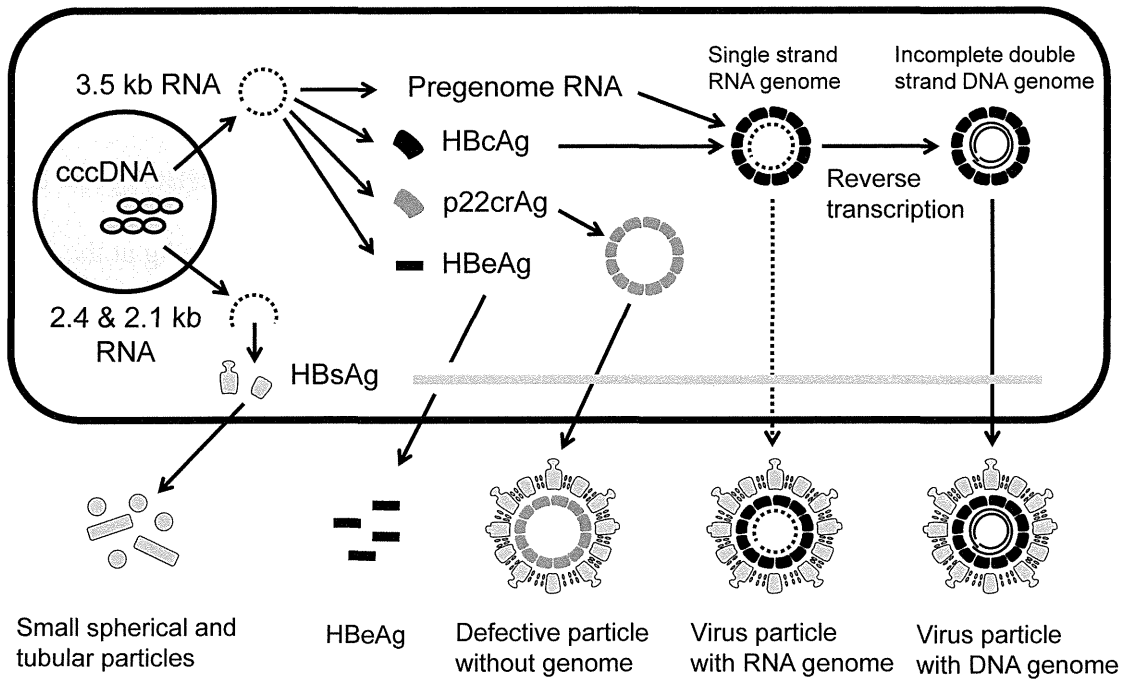 Single strand
RNA genome
Incomplete double
strand DNA genome
3.5 kb RNA
Pregenome RNA
HBcAg
cccDNA
p22crAg
Reverse
transcription
HBeAg
2.4 & 2.1 kb
RNA
HBsAg
Small spherical and
tubular particles
HBeAg
Defective particle
without genome
Virus particle
with RNA genome
Virus particle
with DNA genome